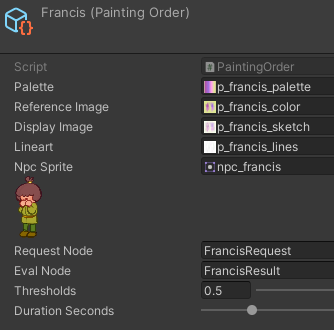 Francis (Painting Order)
Script PaintingOrder
Palette p_francis_palette
Reference Image p_francis_color
Display Image p_francis_sketch
Lineart p_francis_lines
Npc Sprite npc_francis
Request Node FrancisRequest
Eval Node FrancisResult
Thresholds 0.5
Duration Seconds